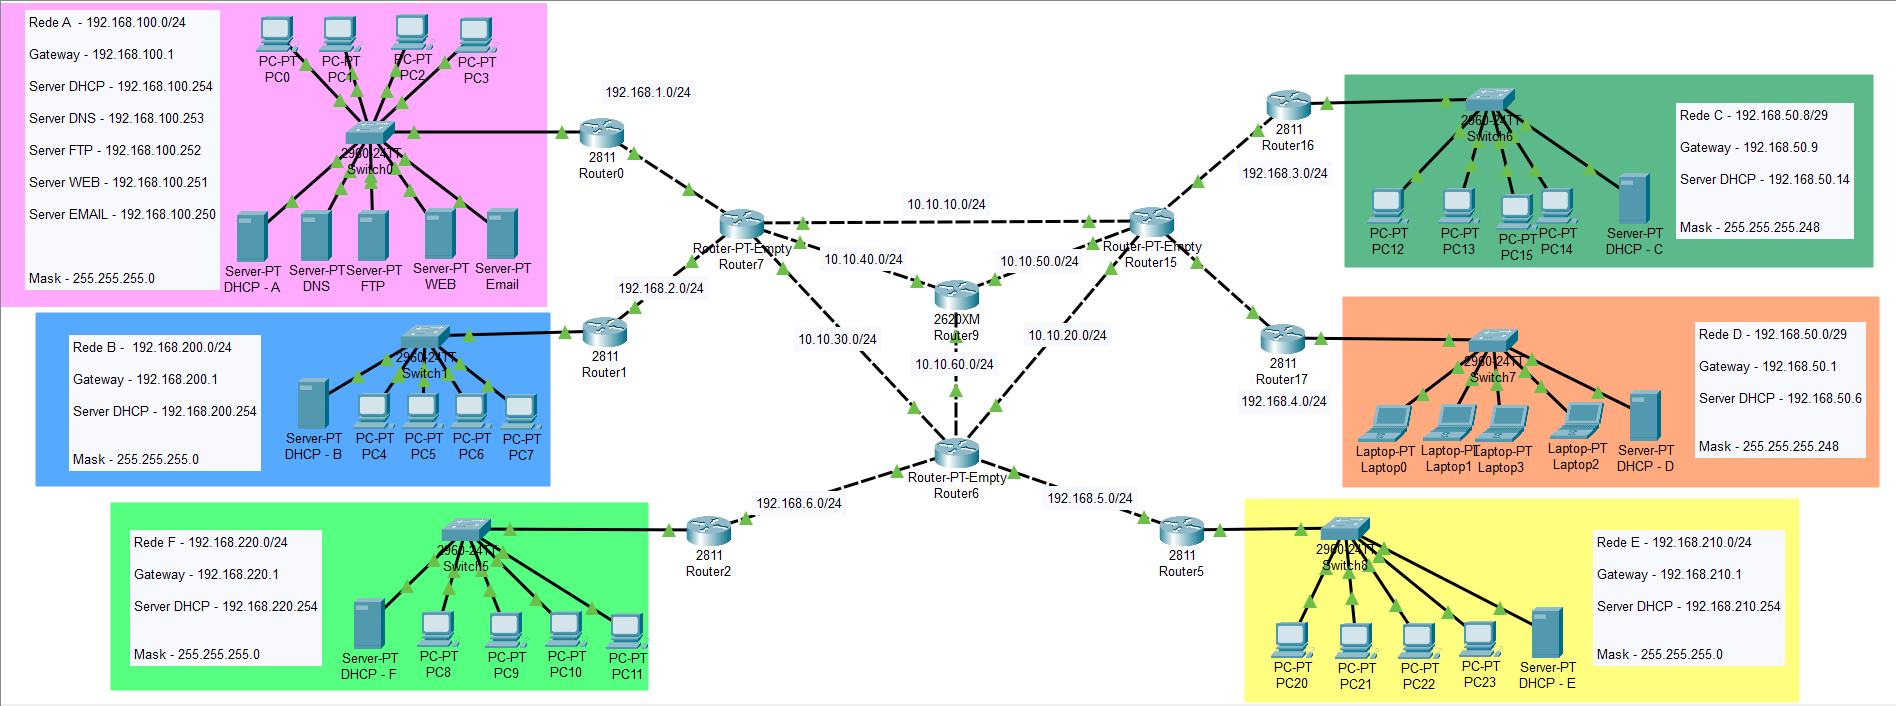 Rede A  - 192.168.100.0/24
Gateway - 192.168.100.1
Server DHCP - 192.168.100.254
Server DNS - 192.168.100.253
Server FTP - 192.168.100.252
Server WEB - 192.168.100.251
Server EMAIL - 192.168.100.250
Mask - 255.255.255.0
PC-PT
PC0
PC-PT
PC1
PC-PT
PC2
PC-PT
PC3
2960-24TT
Switch0
Server-PT
DHCP - A
Server-PT
DNS
Server-PT
FTP
Server-PT
WEB
Server-PT
Email
192.168.1.0/24
2811
Router0
Router-PT-Empty
Router7
10.10.10.0/24
Router-PT-Empty
Router15
10.10.40.0/24
10.10.50.0/24
2620XM
Router9
10.10.30.0/24
10.10.60.0/24
10.10.20.0/24
192.168.2.0/24
2811
Router1
2811
Router16
192.168.3.0/24
2811
Router17
192.168.4.0/24
2960-24TT
Switch6
PC-PT
PC12
PC-PT
PC13
PC-PT
PC15
PC-PT
PC14
Server-PT
DHCP - C
Rede C - 192.168.50.8/29
Gateway - 192.168.50.9
Server DHCP - 192.168.50.14
Mask - 255.255.255.248
Rede B -  192.168.200.0/24
Gateway - 192.168.200.1
Server DHCP - 192.168.200.254
Mask - 255.255.255.0
2960-24TT
Switch1
Server-PT
DHCP - B
PC-PT
PC4
PC-PT
PC5
PC-PT
PC6
PC-PT
PC7
2960-24TT
Switch7
Laptop-PT
Laptop0
Laptop-PT
Laptop1
Laptop-PT
Laptop3
Laptop-PT
Laptop2
Server-PT
DHCP - D
Rede D - 192.168.50.0/29
Gateway - 192.168.50.1
Server DHCP - 192.168.50.6
Mask - 255.255.255.248
Router-PT-Empty
Router6
192.168.6.0/24
192.168.5.0/24
2811
Router2
2811
Router5
Rede F - 192.168.220.0/24
Gateway - 192.168.220.1
Server DHCP - 192.168.220.254
Mask - 255.255.255.0
2960-24TT
Switch5
Server-PT
DHCP - F
PC-PT
PC8
PC-PT
PC9
PC-PT
PC10
PC-PT
PC11
2960-24TT
Switch8
PC-PT
PC20
PC-PT
PC21
PC-PT
PC22
PC-PT
PC23
Server-PT
DHCP - E
Rede E - 192.168.210.0/24
Gateway - 192.168.210.1
Server DHCP - 192.168.210.254
Mask - 255.255.255.0